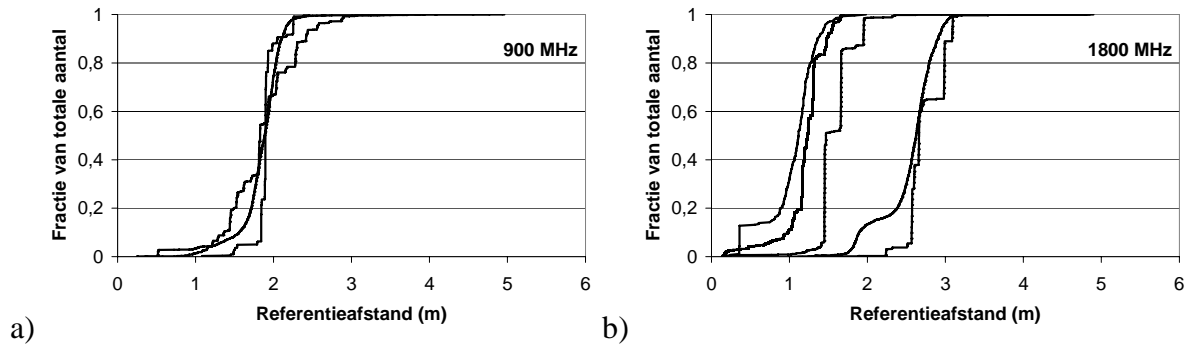 Fractie van totale aantal
1
0,8
0,6
0,4
0,2
0
900 MHz
0 1 2 3 4 5 6
Referentieafstand (m)
a)
Fractie van totale aantal
1
0,8
0,6
0,4
0,2
0
1800 MHz
0 1 2 3 4 5 6
Referentieafstand (m)
b)